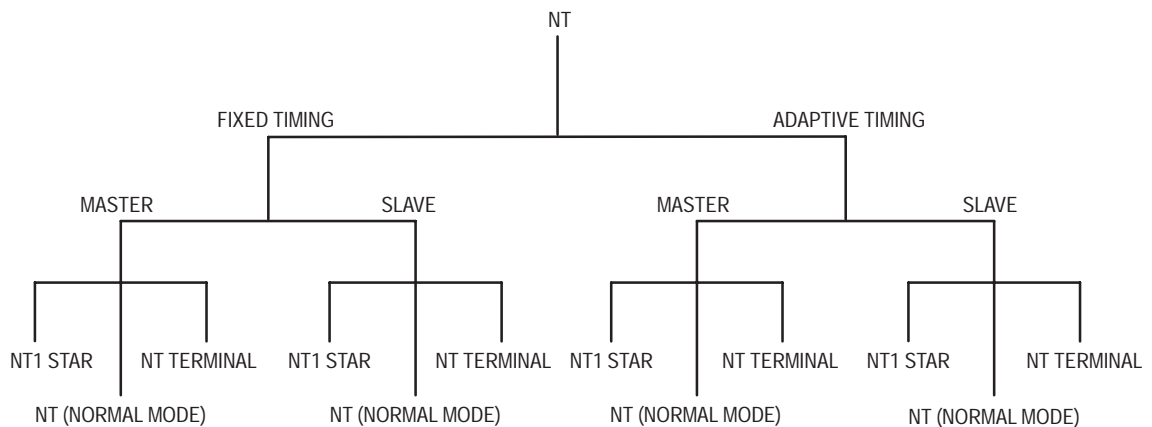 NT
FIXED TIMING
ADAPTIVE TIMING
MASTER
SLAVE
MASTER
SLAVE
NT1 STAR
NT TERMINAL
NT1 STAR
NT TERMINAL
NT1 STAR
NT TERMINAL
NT1 STAR
NT TERMINAL
NT (NORMAL MODE)
NT (NORMAL MODE)
NT (NORMAL MODE)
NT (NORMAL MODE)